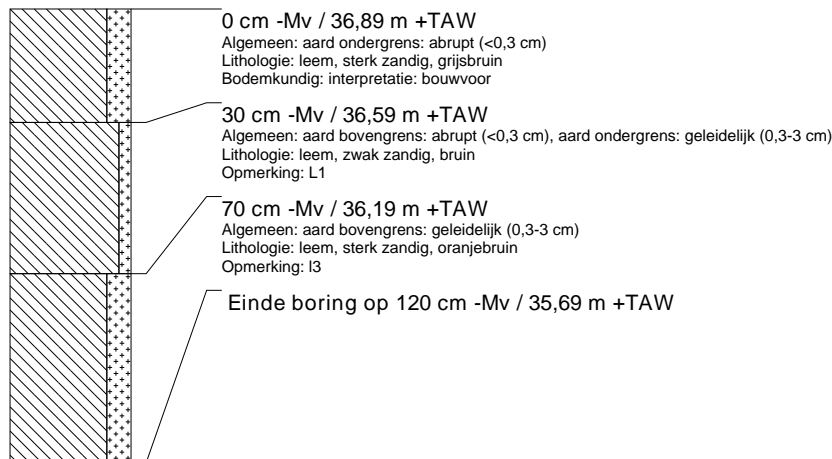 0 cm -Mv / 36,89 m +TAW
Algemeen: aard ondergrens: abrupt (<0,3 cm)
Lithologie: leem, sterk zandig, grijsbruin
Bodemkundig: interpretatie: bouwvoor
30 cm -Mv / 36,59 m +TAW
Algemeen: aard bovengrens: abrupt (<0,3 cm), aard ondergrens: geleidelijk (0,3-3 cm)
Lithologie: leem, zwak zandig, bruin
Opmerking: L1
70 cm -Mv / 36,19 m +TAW
Algemeen: aard bovengrens: geleidelijk (0,3-3 cm)
Lithologie: leem, sterk zandig, oranjebruin
Opmerking: l3
Einde boring op 120 cm -Mv / 35,69 m +TAW